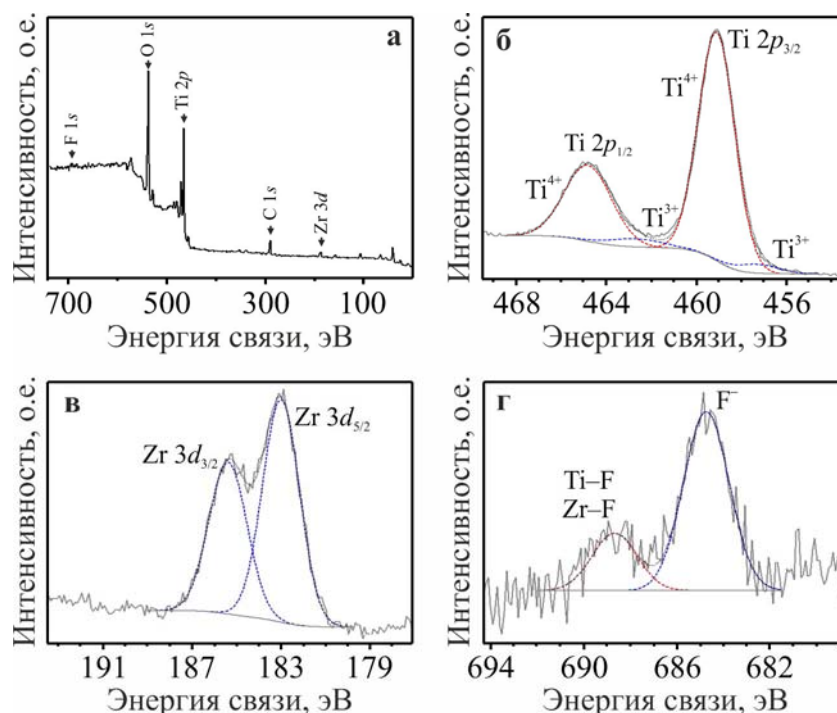 Интенсивность, о.е.
а
F 1s
O 1s
Ti 2p
C 1s
Zr 3d
700 500 300 100
Энергия связи, эВ
Интенсивность, о.е.
б
Ti 2p3/2
Ti⁴⁺
Ti 2p1/2
Ti⁴⁺
Ti³⁺
Ti³⁺
468 464 460 456
Энергия связи, эВ
Интенсивность, о.е.
в
Zr 3d5/2
Zr 3d3/2
191 187 183 179
Энергия связи, эВ
Интенсивность, о.е.
г
F⁻
Ti–F
Zr–F
694 690 686 682
Энергия связи, эВ